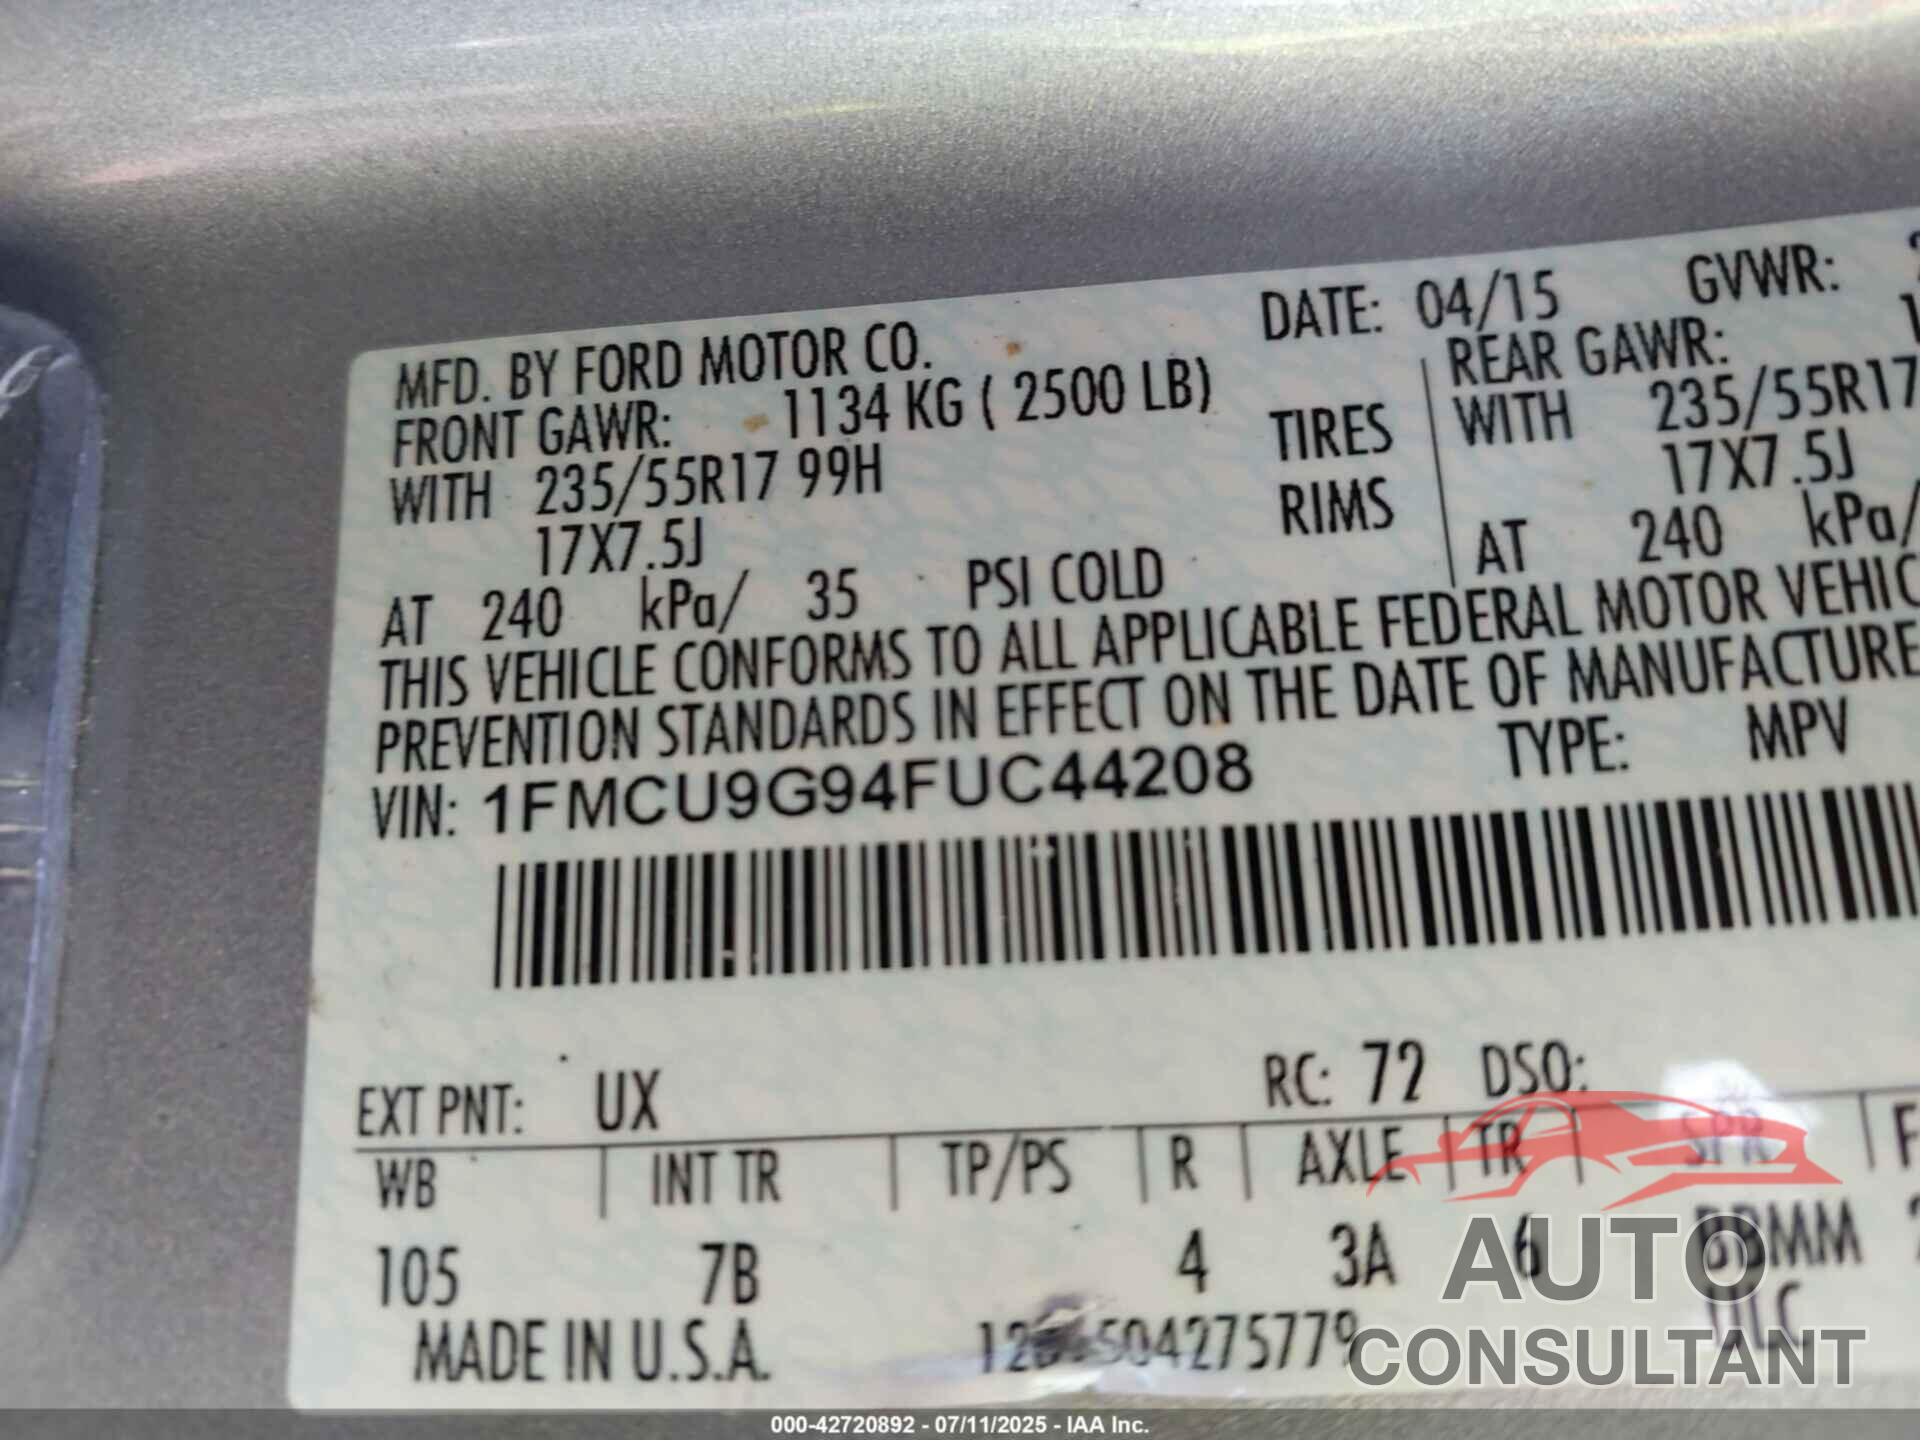 MFD. BY FORD MOTOR CO. DATE: 04/15 GVWR:
FRONT GAWR: 1134 KG ( 2500 LB) REAR GAWR:
WITH 235/55R17 99H TIRES WITH 235/55R17
17X7.5J RIMS 17X7.5J
AT 240 kPa/ 35 PSI COLD AT 240 kPa/
THIS VEHICLE CONFORMS TO ALL APPLICABLE FEDERAL MOTOR VEHIC
PREVENTION STANDARDS IN EFFECT ON THE DATE OF MANUFACTURE
VIN: 1FMCU9G94FUC44208 TYPE: MPV
EXT PNT: UX RC: 72 DSO:
WB INT TR TP/PS R AXLE TR SPR F
105 7B 4 3A 6 BBMM
MADE IN U.S.A. ULC
AUTO
CONSULTANT
000-42720892 - 07/11/2025 - IAA Inc.